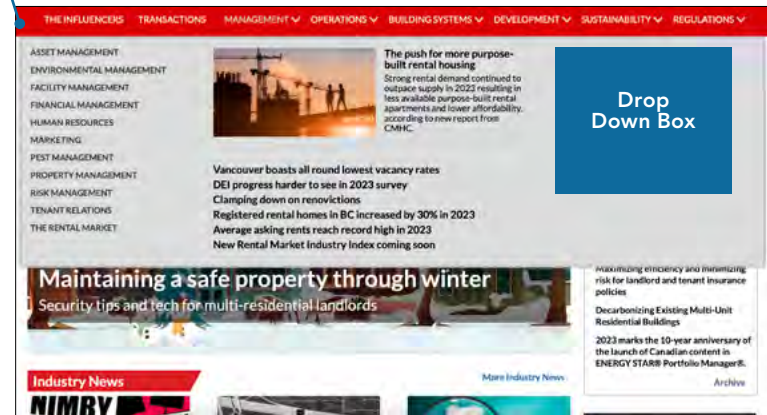 THE INFLUENCERS TRANSACTIONS MANAGEMENT OPERATIONS BUILDING SYSTEMS DEVELOPMENT SUSTAINABILITY REGULATIONS
ASSET MANAGEMENT
ENVIRONMENTAL MANAGEMENT
FACILITY MANAGEMENT
FINANCIAL MANAGEMENT
HUMAN RESOURCES
MARKETING
PEST MANAGEMENT
PROPERTY MANAGEMENT
RISK MANAGEMENT
TENANT RELATIONS
THE RENTAL MARKET
The push for more purpose-
built rental housing
Strong rental demand continued to
outpace supply in 2023 resulting in
less available purpose-built rental
apartments and lower affordability,
according to new report from
CMHC.
Vancouver boasts all round lowest vacancy rates
DEI progress harder to see in 2023 survey
Clamping down on renovictions
Registered rental homes in BC increased by 30% in 2023
Average asking rents reach record high in 2023
New Rental Market Industry Index coming soon
Drop
Down Box
Maintaining a safe property through winter
Security tips and tech for multi-residential landlords
Maximizing efficiency and minimizing
risk for landlord and tenant insurance
policies
Decarbonizing Existing Multi-Unit
Residential Buildings
2023 marks the 10-year anniversary of
the launch of Canadian content in
ENERGY STAR® Portfolio Manager®.
Archive
Industry News
More Industry News
NIMBY